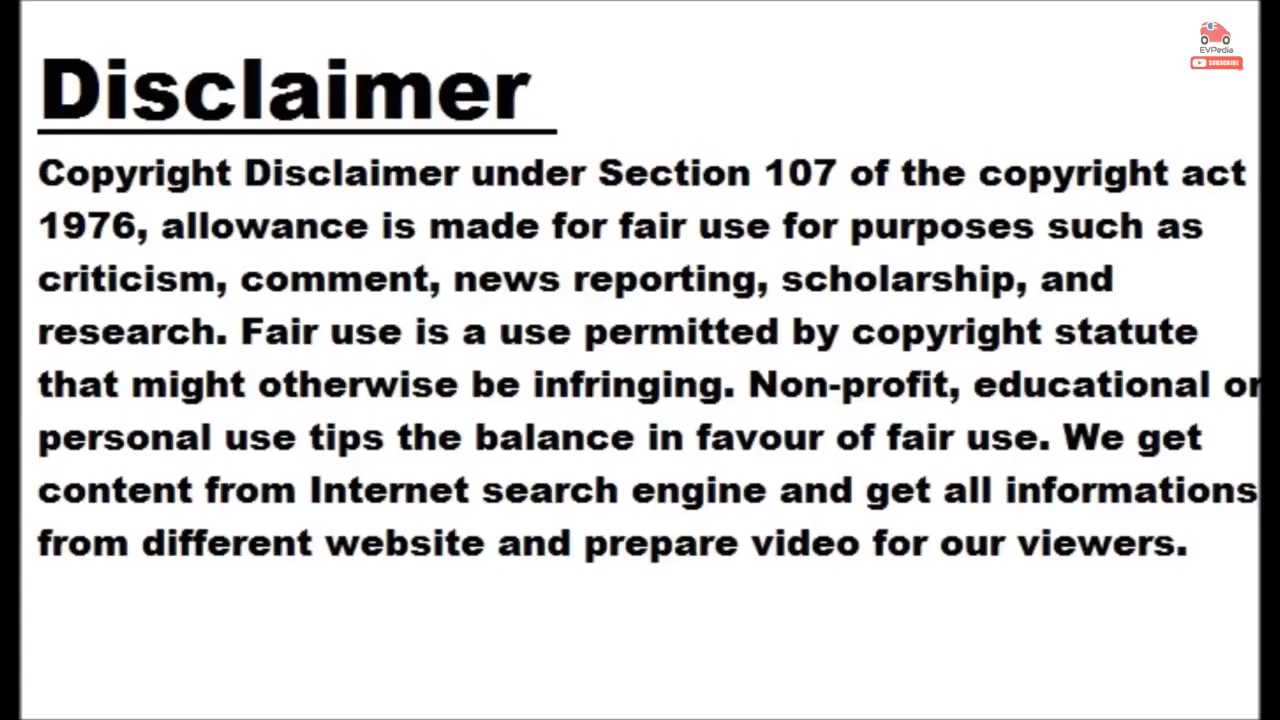 EVPedia
SUBSCRIBE
Disclaimer
Copyright Disclaimer under Section 107 of the copyright act
1976, allowance is made for fair use for purposes such as
criticism, comment, news reporting, scholarship, and
research. Fair use is a use permitted by copyright statute
that might otherwise be infringing. Non-profit, educational or
personal use tips the balance in favour of fair use. We get
content from Internet search engine and get all informations
from different website and prepare video for our viewers.